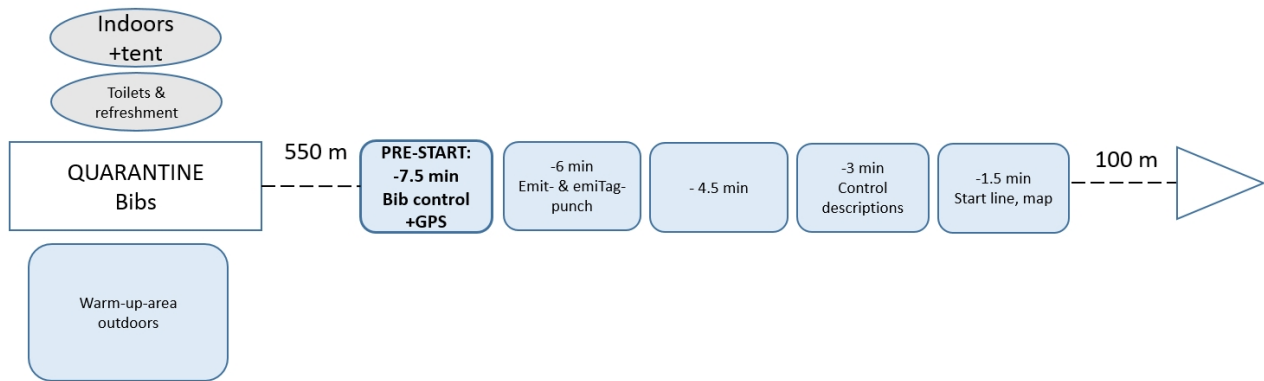 Indoors
+tent
Toilets &
refreshment
QUARANTINE
Bibs
550 m
PRE-START:
-7.5 min
Bib control
+GPS
-6 min
Emit- & emiTag-
punch
- 4.5 min
-3 min
Control
descriptions
-1.5 min
Start line, map
100 m
Warm-up-area
outdoors